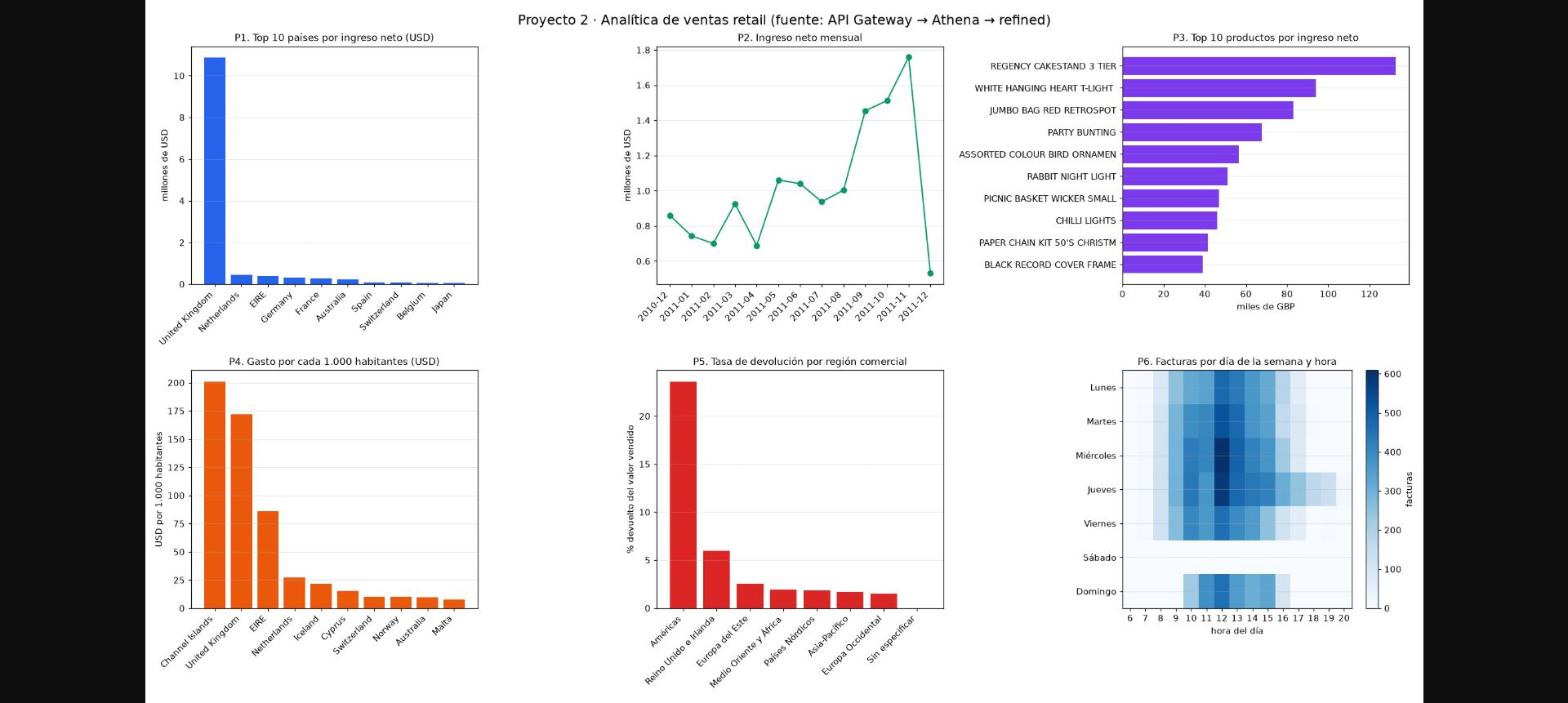 Proyecto 2 · Analítica de ventas retail (fuente: API Gateway → Athena → refined)
P1. Top 10 países por ingreso neto (USD)
millones de USD
10
8
6
4
2
0
United Kingdom
Netherlands
EIRE
Germany
France
Australia
Spain
Switzerland
Belgium
Japan
P2. Ingreso neto mensual
millones de USD
1.8
1.6
1.4
1.2
1.0
0.8
0.6
2010-12
2011-01
2011-02
2011-03
2011-04
2011-05
2011-06
2011-07
2011-08
2011-09
2011-10
2011-11
2011-12
P3. Top 10 productos por ingreso neto
REGENCY CAKESTAND 3 TIER
WHITE HANGING HEART T-LIGHT
JUMBO BAG RED RETROSPOT
PARTY BUNTING
ASSORTED COLOUR BIRD ORNAMEN
RABBIT NIGHT LIGHT
PICNIC BASKET WICKER SMALL
CHILLI LIGHTS
PAPER CHAIN KIT 50'S CHRISTM
BLACK RECORD COVER FRAME
0 20 40 60 80 100 120
miles de GBP
P4. Gasto por cada 1.000 habitantes (USD)
USD por 1.000 habitantes
200
175
150
125
100
75
50
25
0
Channel Islands
United Kingdom
EIRE
Netherlands
Iceland
Cyprus
Switzerland
Norway
Australia
Malta
P5. Tasa de devolución por región comercial
% devuelto del valor vendido
20
15
10
5
0
Américas
Reino Unido e Irlanda
Europa del Este
Medio Oriente y África
Países Nórdicos
Asia-Pacífico
Europa Occidental
Sin especificar
P6. Facturas por día de la semana y hora
Lunes
Martes
Miércoles
Jueves
Viernes
Sábado
Domingo
6 7 8 9 10 11 12 13 14 15 16 17 18 19 20
hora del día
600
500
400
300
200
100
0
facturas